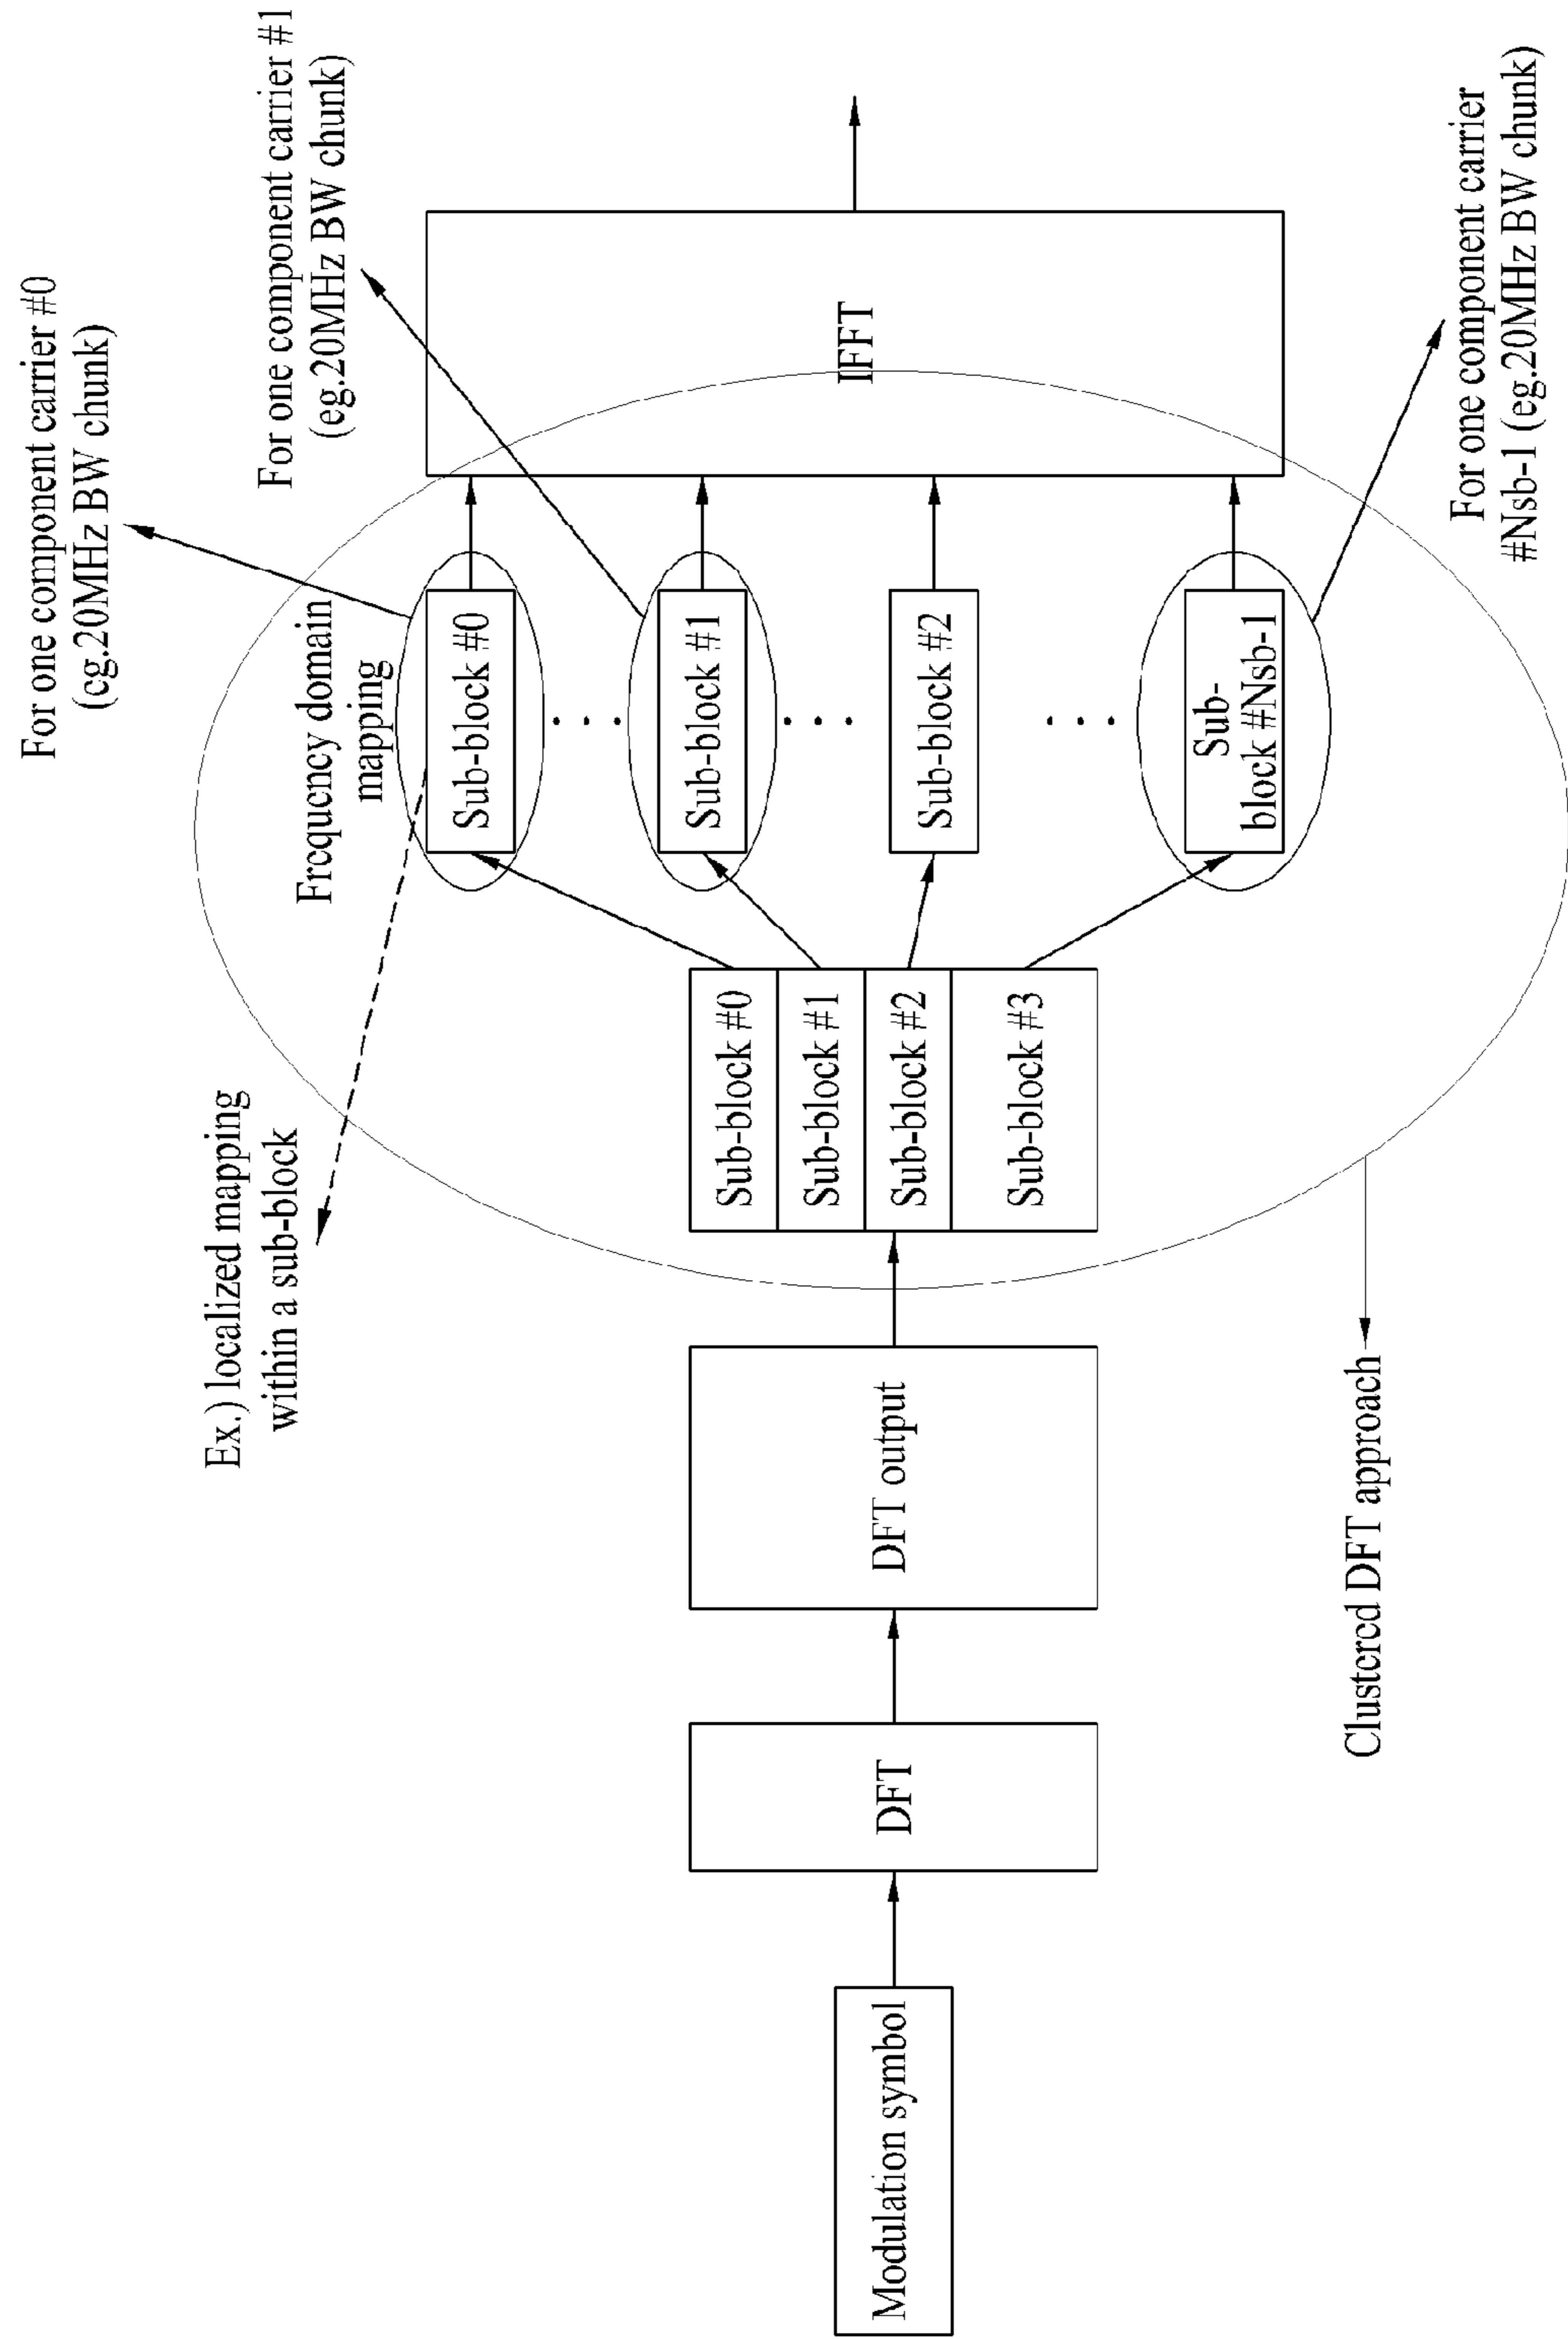 For one component carrier #0
(eg.20MHz BW chunk)
For one component carrier #1
(eg.20MHz BW chunk)
Ex.) localized mapping
within a sub-block
Frequency domain
mapping
Modulation symbol
DFT
DFT output
Sub-block #0
Sub-block #1
Sub-block #2
Sub-block #3
Sub-block #0
Sub-block #1
Sub-block #2
Sub-
block #Nsb-1
IFFT
Clustered DFT approach
For one component carrier
#Nsb-1 (eg.20MHz BW chunk)